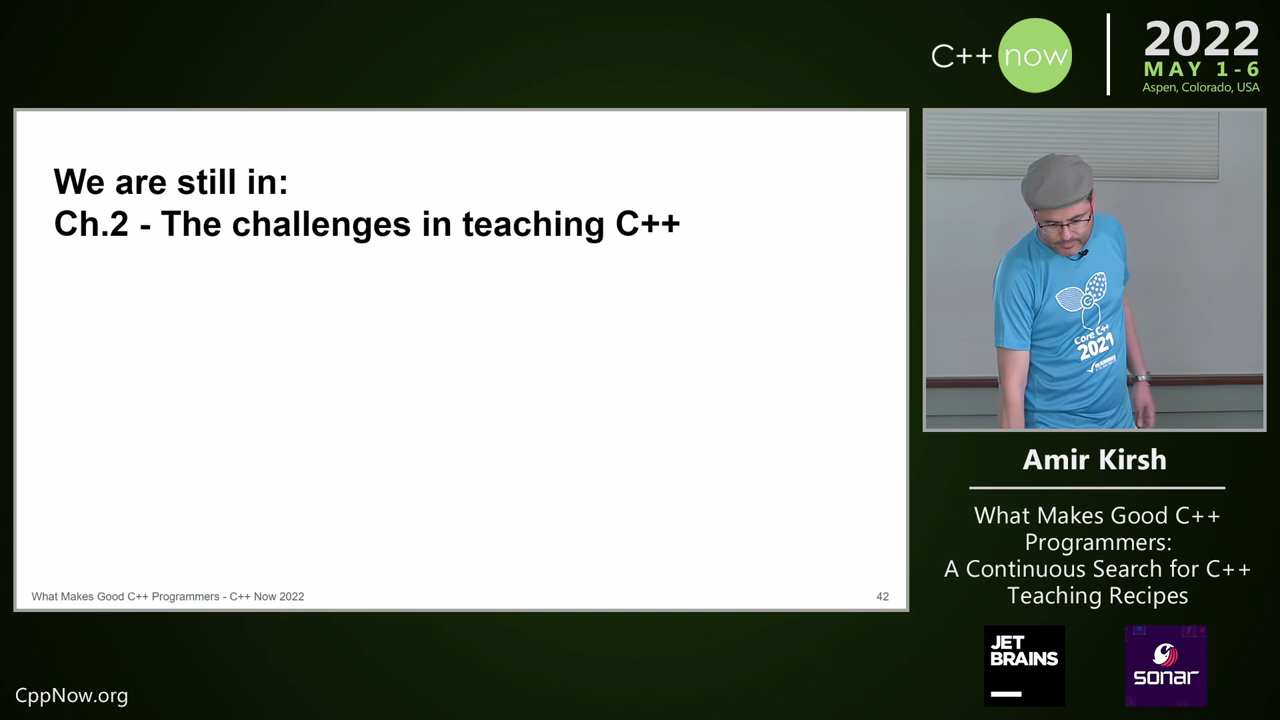 C++ now
2022
MAY 1-6
Aspen, Colorado, USA
We are still in:
Ch.2 - The challenges in teaching C++
What Makes Good C++ Programmers - C++ Now 2022
42
Core C++
2021
Amir Kirsh
What Makes Good C++
Programmers:
A Continuous Search for C++
Teaching Recipes
JET
BRAINS
sonar
CppNow.org